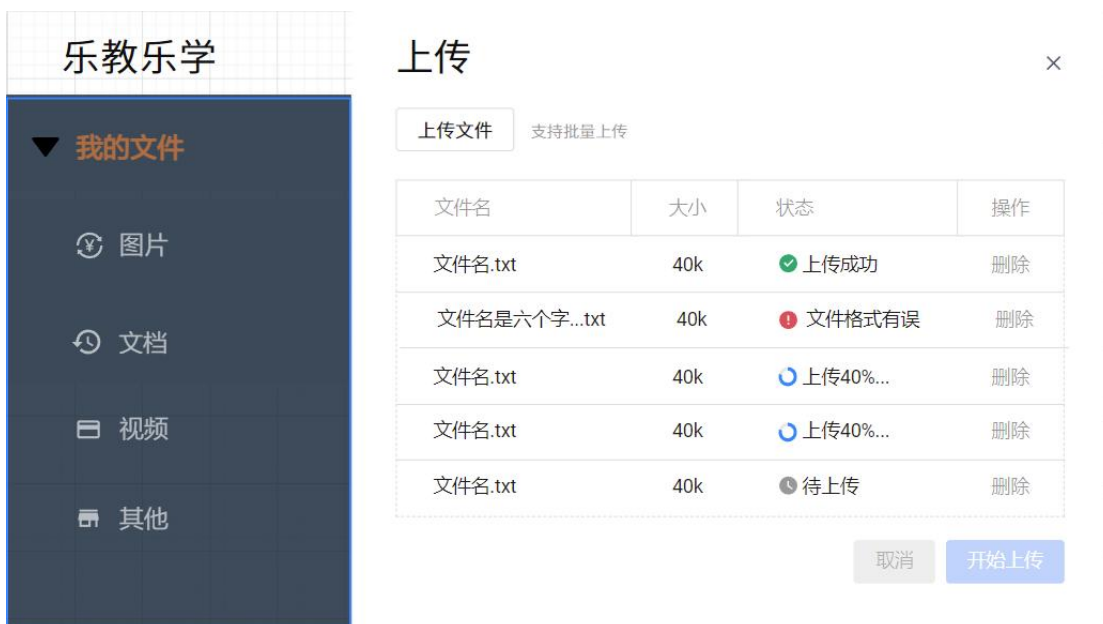 乐教乐学
我的文件
图片
文档
视频
其他
上传
上传文件 支持批量上传
文件名 大小 状态 操作
文件名.txt 40k 上传成功 删除
文件名是六个字...txt 40k 文件格式有误 删除
文件名.txt 40k 上传40%... 删除
文件名.txt 40k 上传40%... 删除
文件名.txt 40k 待上传 删除
取消 开始上传